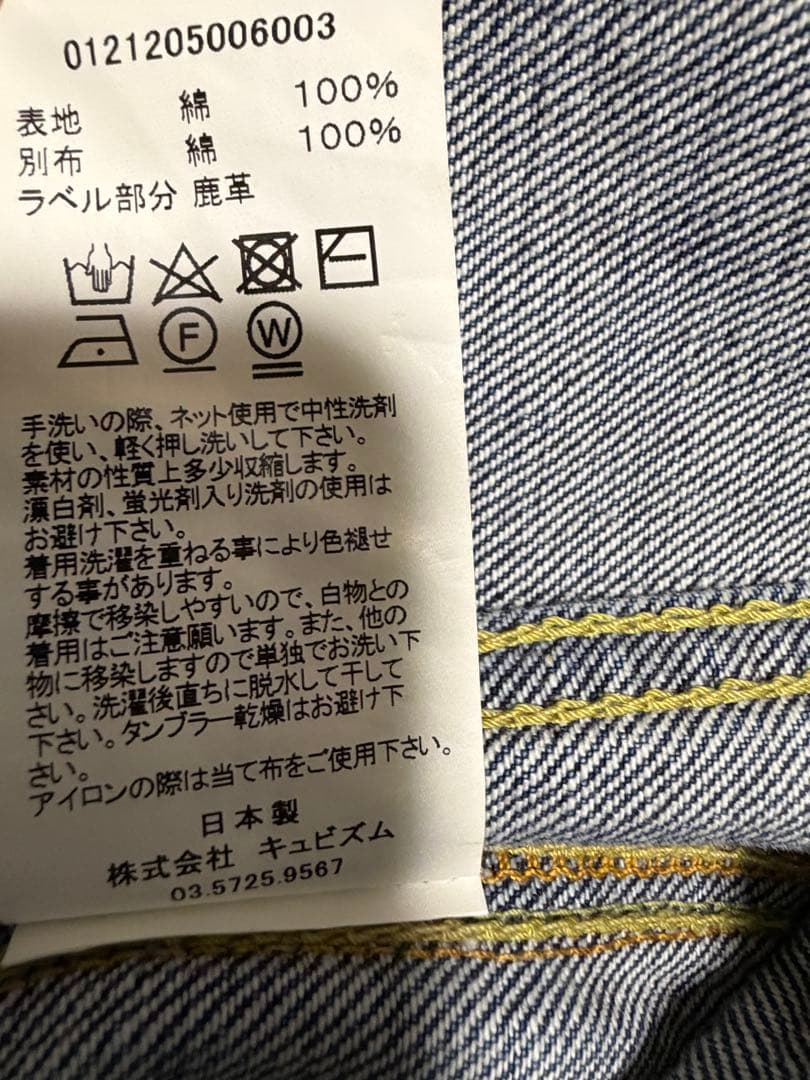 0121205006003
表地 綿 100%
別布 綿 100%
ラベル部分 鹿革
F W
手洗いの際、ネット使用で中性洗剤
を使い、軽く押し洗いして下さい。
素材の性質上多少収縮します。
漂白剤、蛍光剤入り洗剤の使用は
お避け下さい。
着用洗濯を重ねる事により色褪せ
する事があります。
摩擦で移染しやすいので、白物との
着用はご注意願います。また、他の
物に移染しますので単独でお洗い下
さい。洗濯後直ちに脱水して干して
下さい。タンブラー乾燥はお避け下
さい。
アイロンの際は当て布をご使用下さい。
日本製
株式会社 キュビズム
03.5725.9567